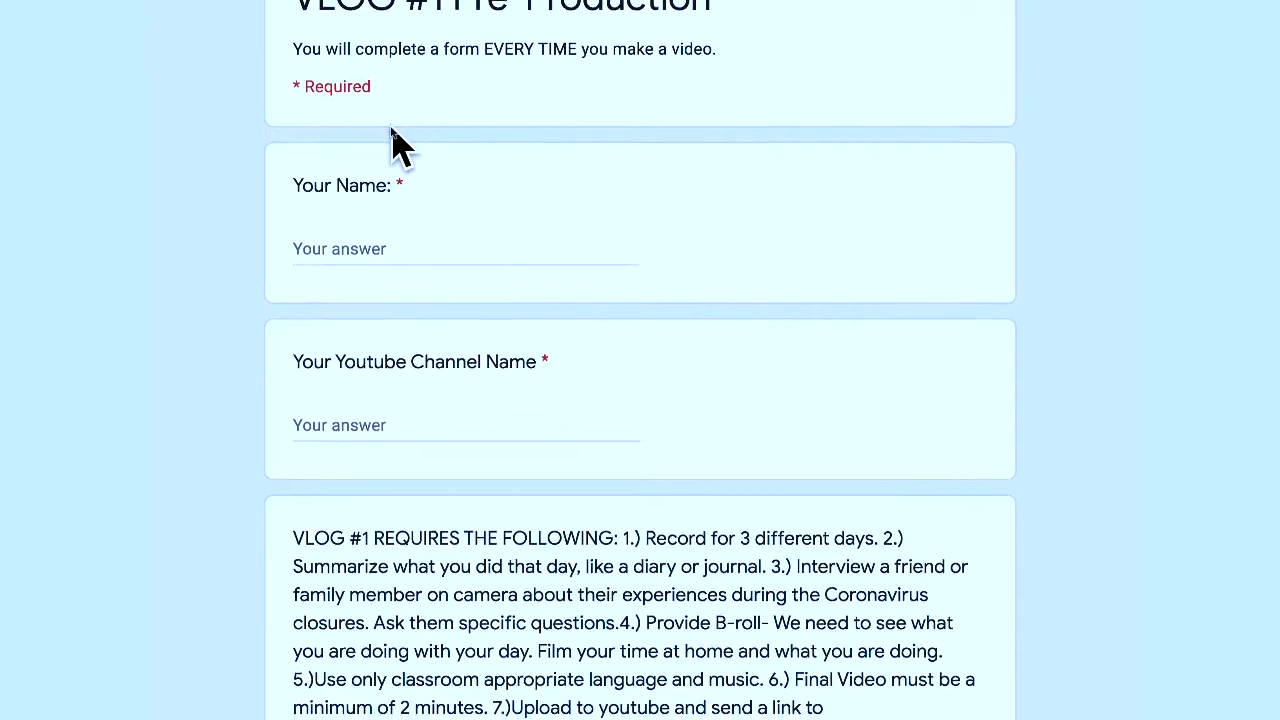 VLOG #1 Pre-Production
You will complete a form EVERY TIME you make a video.
* Required
Your Name: *
Your answer
Your Youtube Channel Name *
Your answer
VLOG #1 REQUIRES THE FOLLOWING: 1.) Record for 3 different days. 2.)
Summarize what you did that day, like a diary or journal. 3.) Interview a friend or
family member on camera about their experiences during the Coronavirus
closures. Ask them specific questions.4.) Provide B-roll- We need to see what
you are doing with your day. Film your time at home and what you are doing.
5.)Use only classroom appropriate language and music. 6.) Final Video must be a
minimum of 2 minutes. 7.)Upload to youtube and send a link to